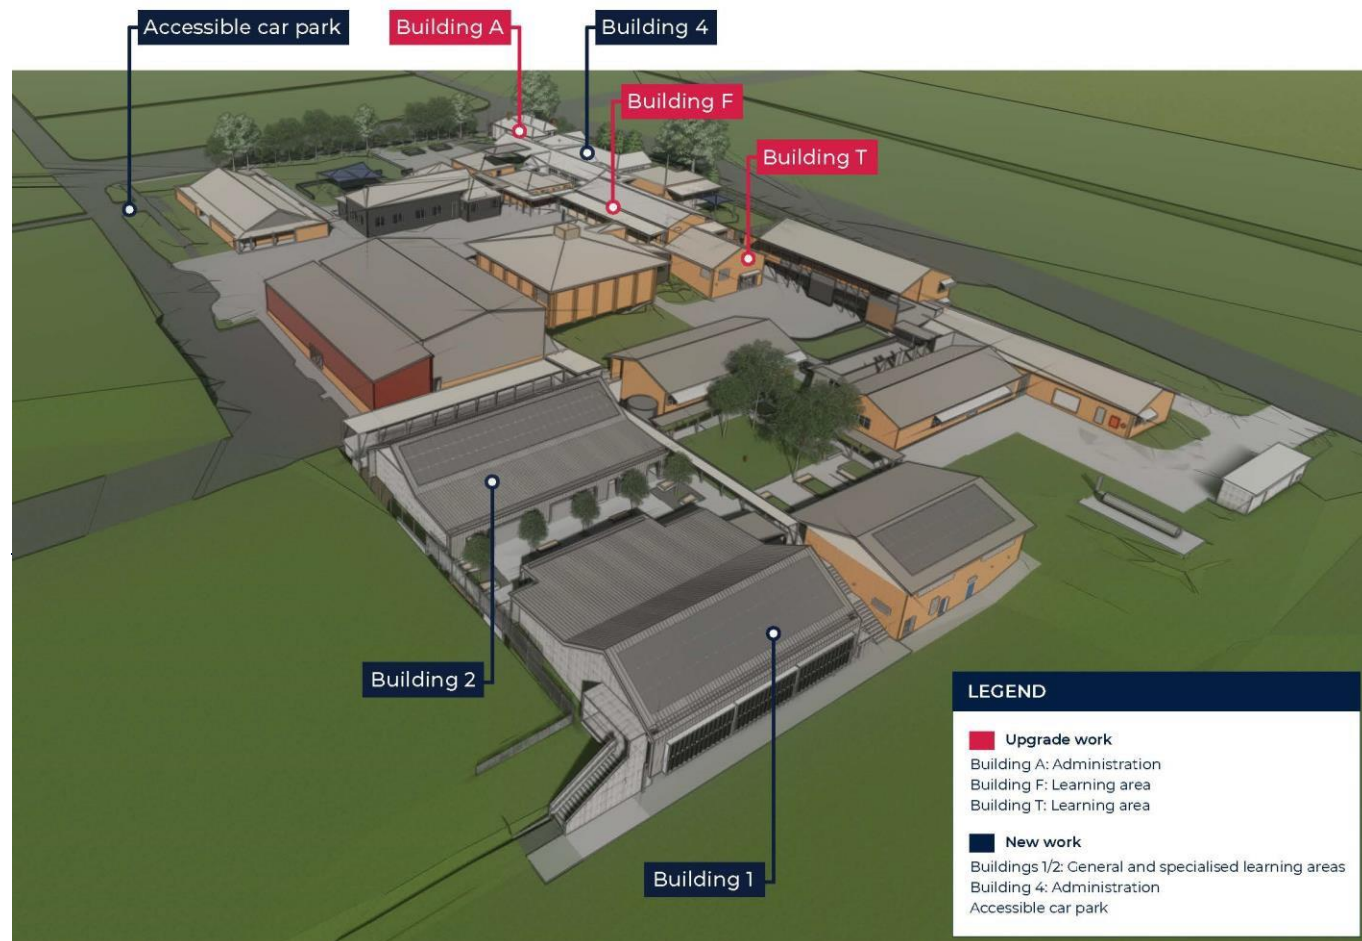 Accessible car park
Building A
Building 4
Building F
Building T
Building 2
Building 1
LEGEND
Upgrade work
Building A: Administration
Building F: Learning area
Building T: Learning area
New work
Buildings 1/2: General and specialised learning areas
Building 4: Administration
Accessible car park